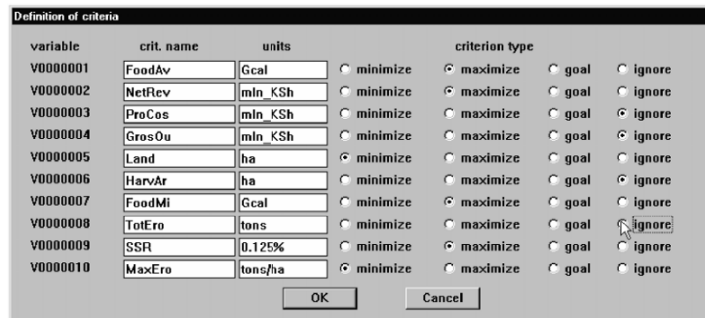 Definition of criteria
variable crit. name units criterion type
V0000001 FoodAv Gcal minimize maximize goal ignore
V0000002 NetRev mln_KSh minimize maximize goal ignore
V0000003 ProCos mln_KSh minimize maximize goal ignore
V0000004 GrosOu mln_KSh minimize maximize goal ignore
V0000005 Land ha minimize maximize goal ignore
V0000006 HarvAr ha minimize maximize goal ignore
V0000007 FoodMi Gcal minimize maximize goal ignore
V0000008 TotEro tons minimize maximize goal ignore
V0000009 SSR 0.125% minimize maximize goal ignore
V0000010 MaxEro tons/ha minimize maximize goal ignore
OK Cancel